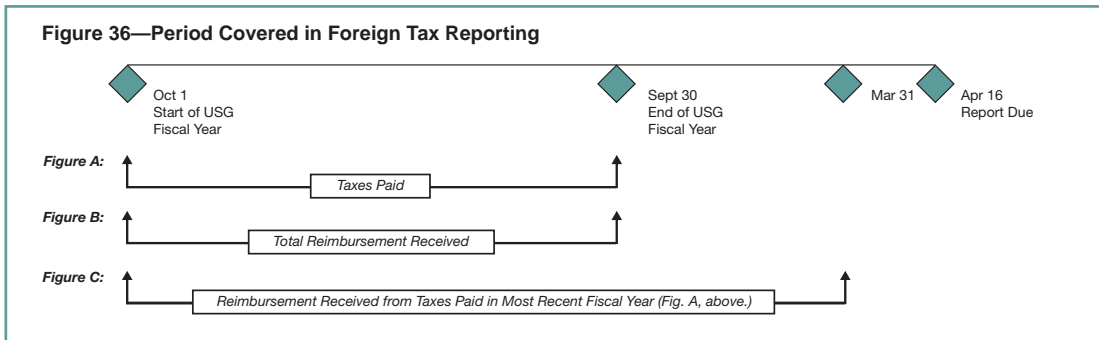 Figure 36—Period Covered in Foreign Tax Reporting
Oct 1
Start of USG
Fiscal Year
Sept 30
End of USG
Fiscal Year
Mar 31
Apr 16
Report Due
Figure A:
Taxes Paid
Figure B:
Total Reimbursement Received
Figure C:
Reimbursement Received from Taxes Paid in Most Recent Fiscal Year (Fig. A, above.)